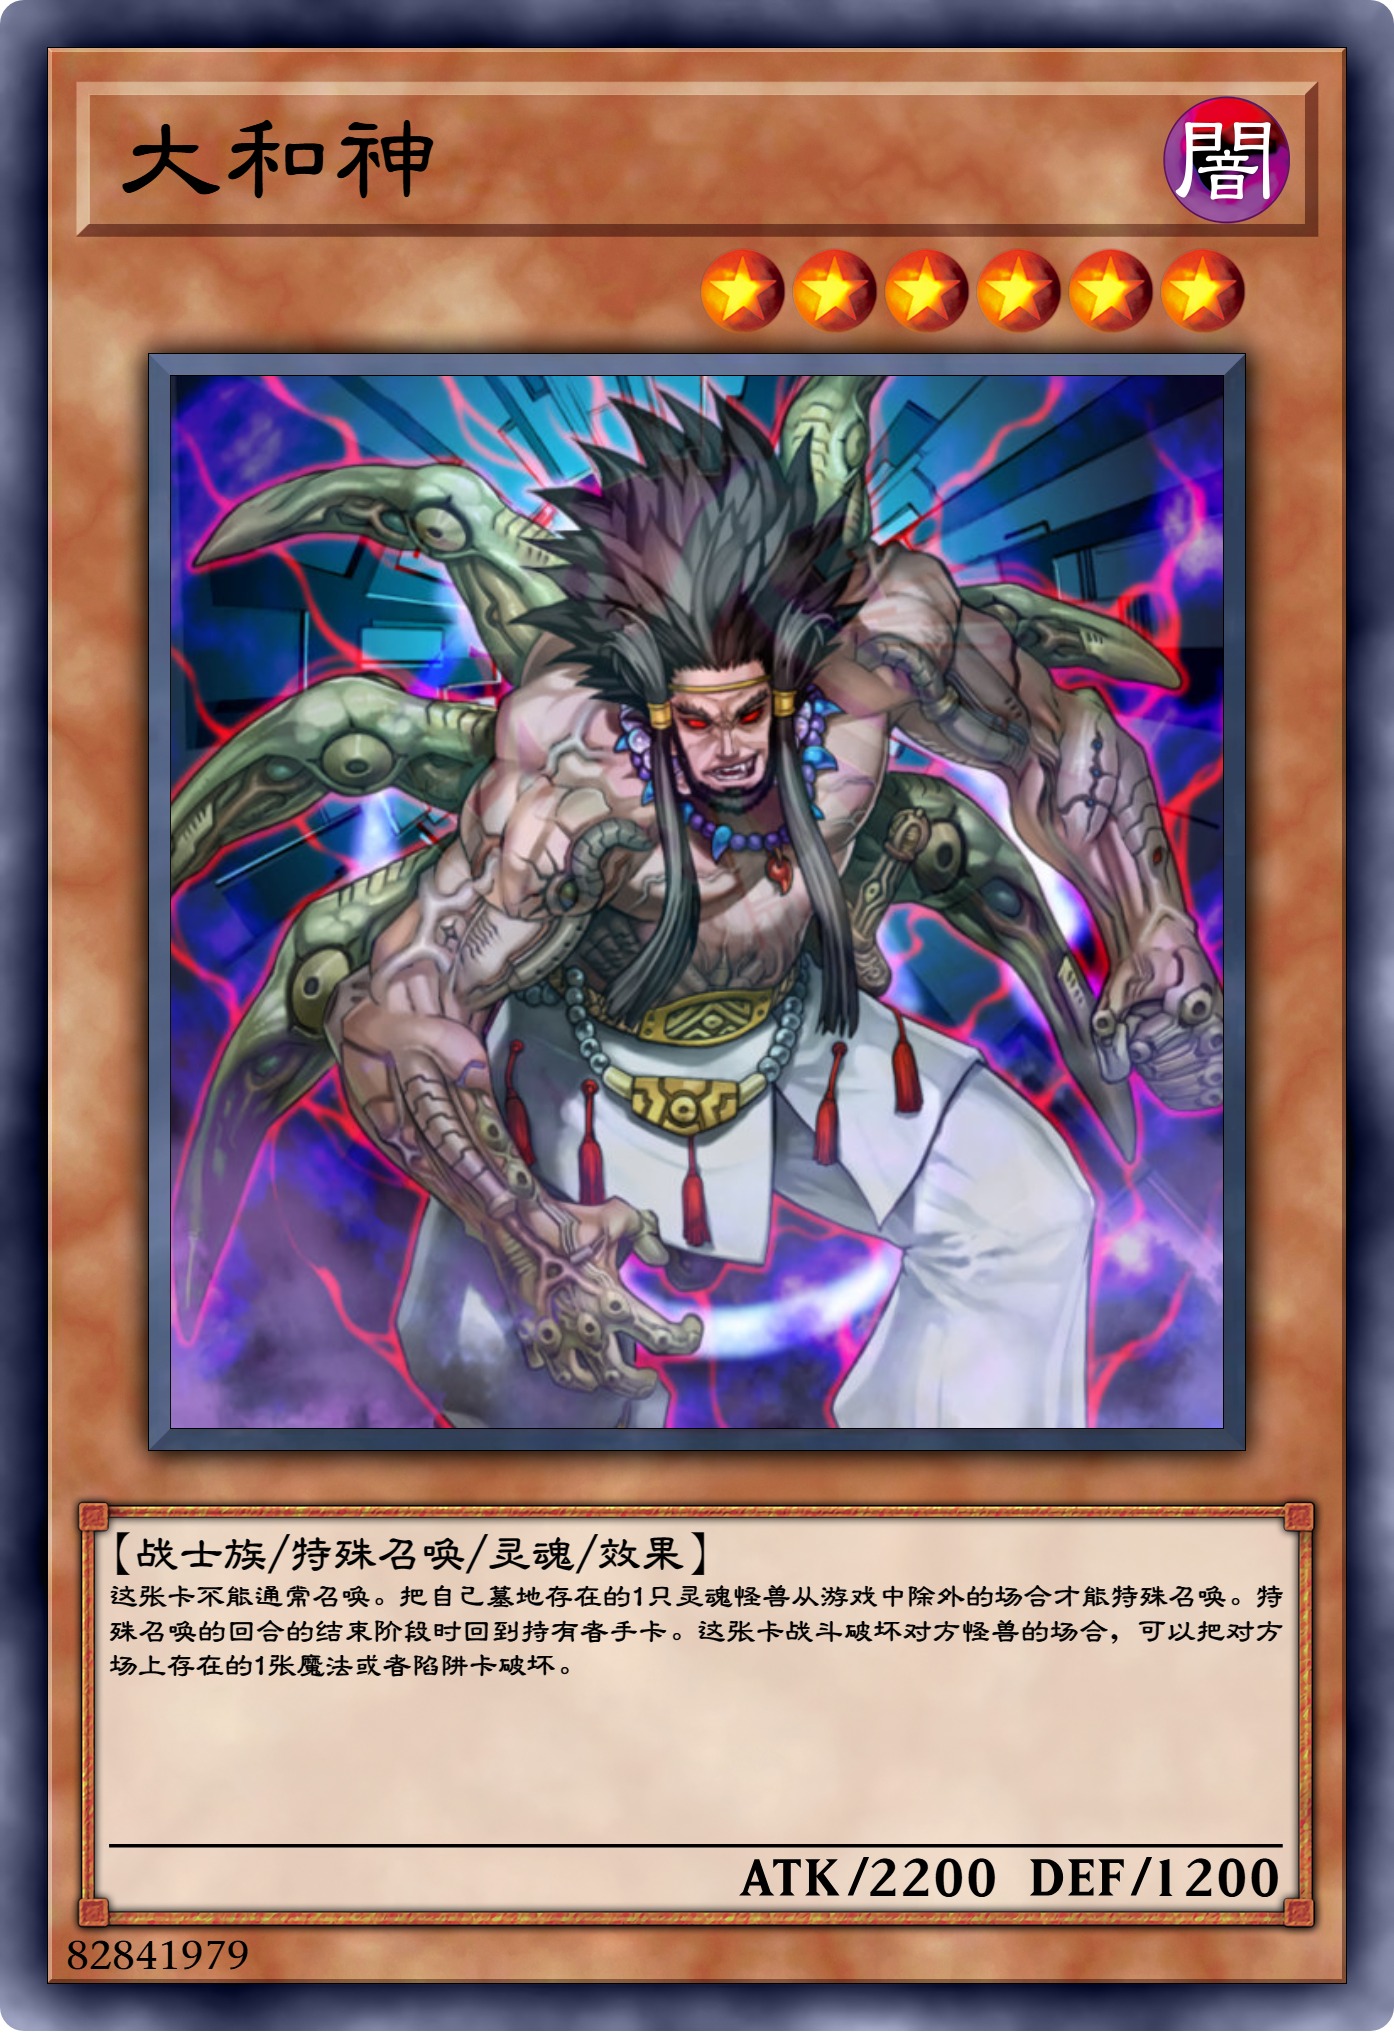 大和神
闇
【战士族/特殊召唤/灵魂/效果】
这张卡不能通常召唤。把自己墓地存在的1只灵魂怪兽从游戏中除外的场合才能特殊召唤。特
殊召唤的回合的结束阶段时回到持有者手卡。这张卡战斗破坏对方怪兽的场合，可以把对方
场上存在的1张魔法或者陷阱卡破坏。
ATK/2200 DEF/1200
82841979